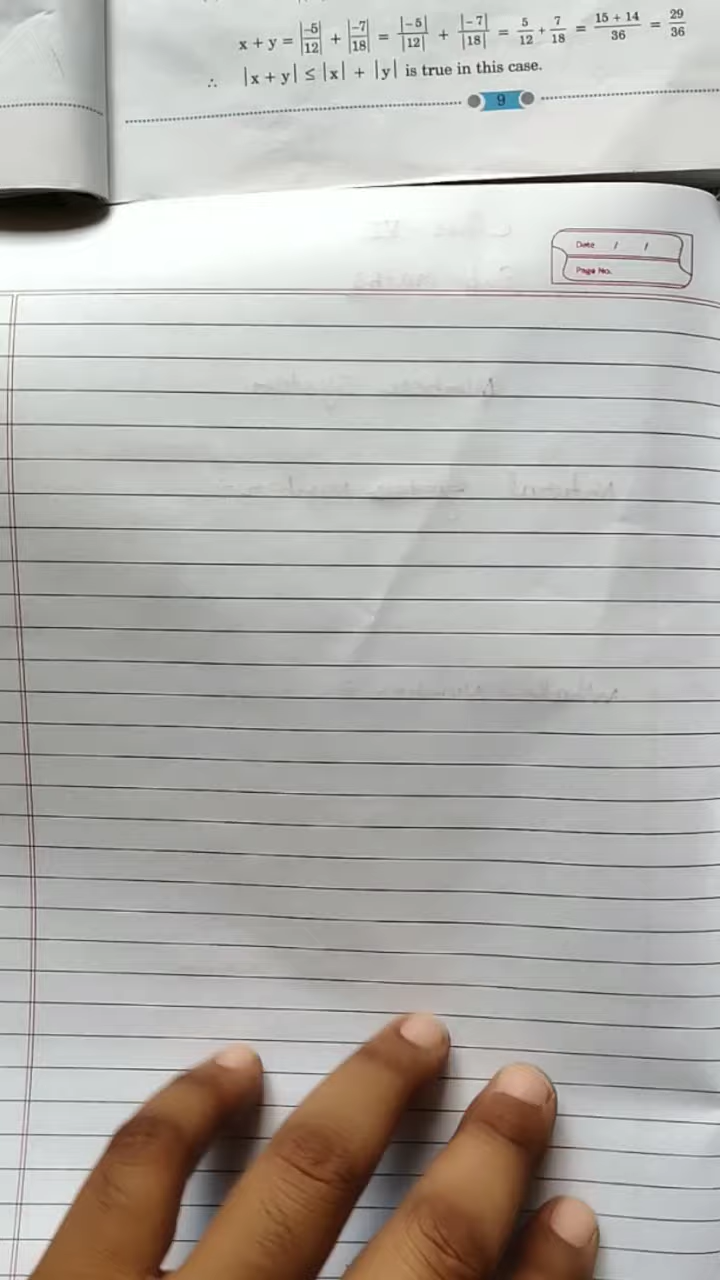 x + y = |-5/12| + |-7/18| = |-5|/|12| + |-7|/|18| = 5/12 + 7/18 = 15 + 14/36 = 29/36
∴ |x + y| ≤ |x| + |y| is true in this case.
9
Date / /
Page No.